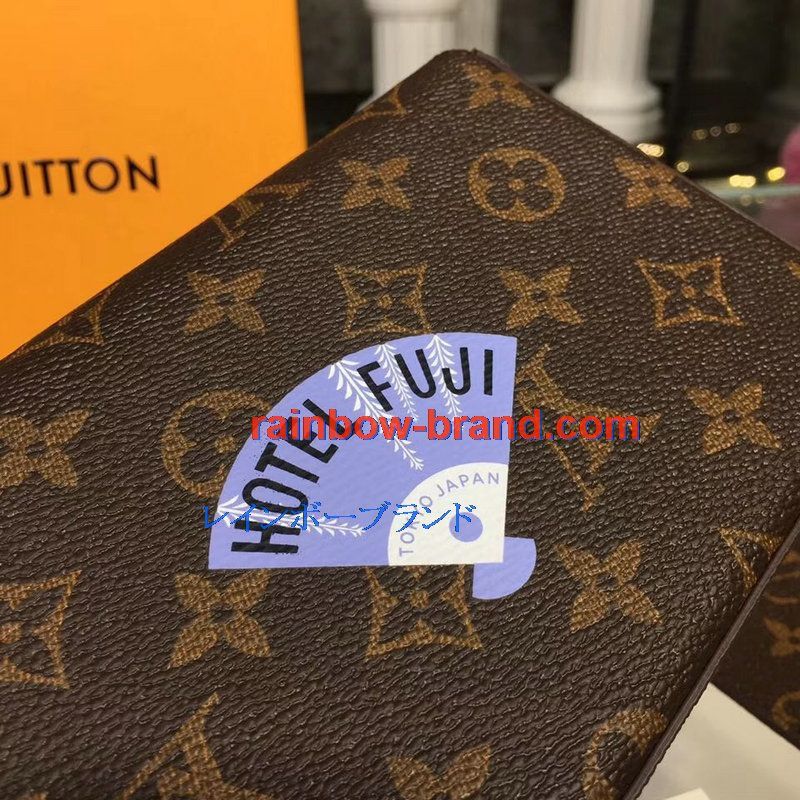 UITTON
HOTEL FUJI
rainbow-brand.com
TOKYO JAPAN
レインボーブランド